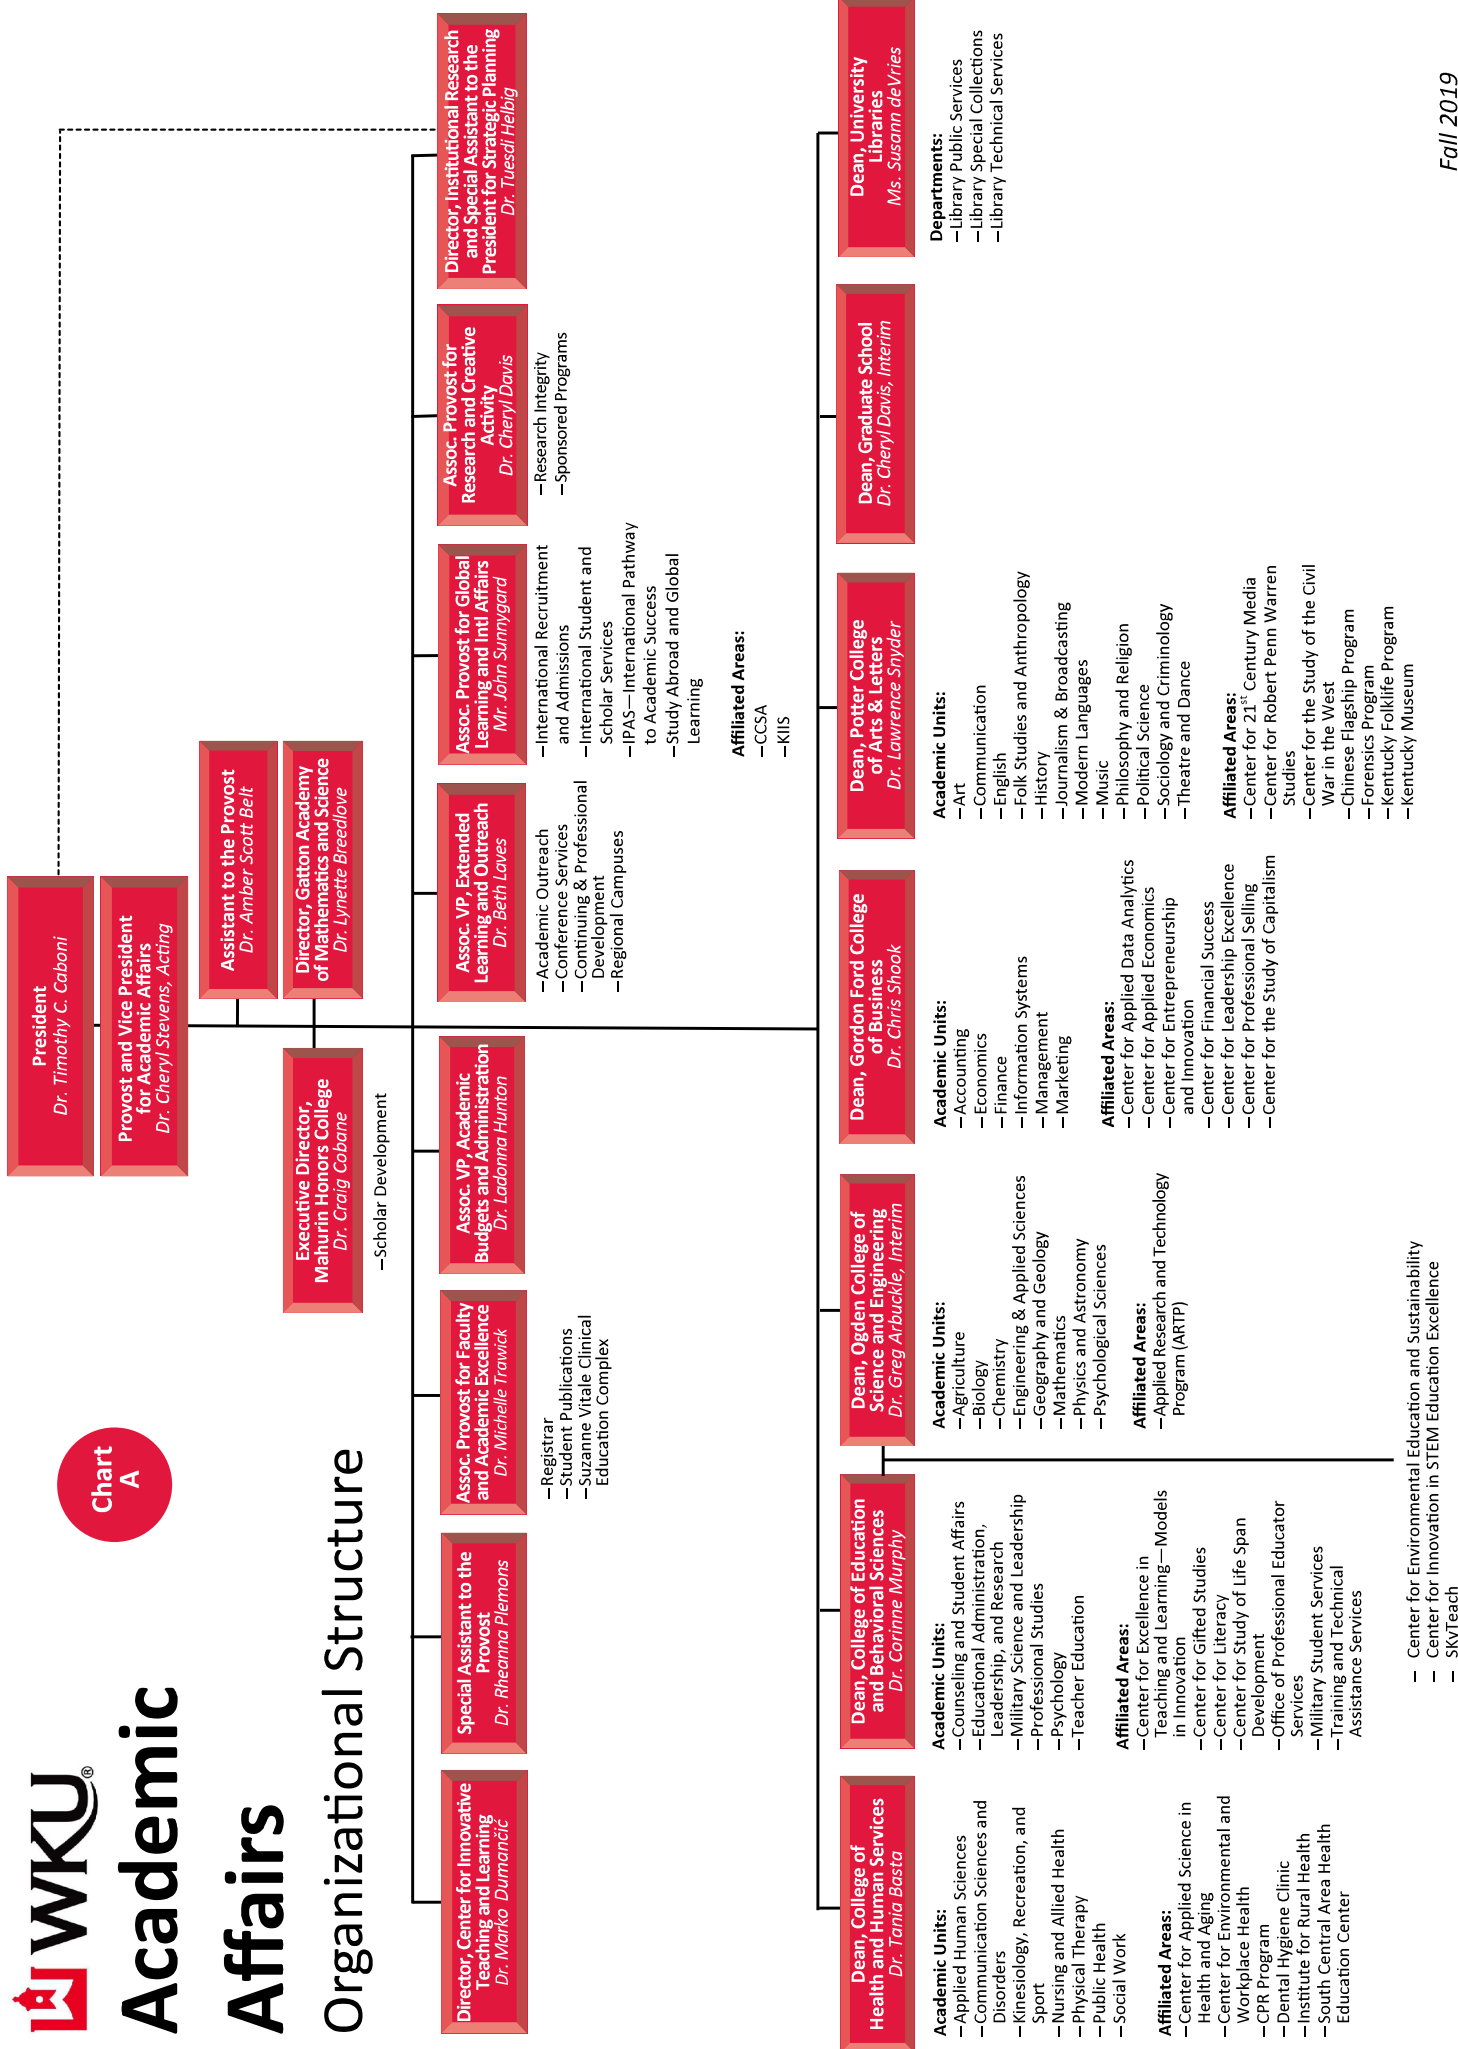 WKU®
Academic
Affairs
Organizational Structure
Chart
A
President
Dr. Timothy C. Caboni
Provost and Vice President
for Academic Affairs
Dr. Cheryl Stevens, Acting
Assistant to the Provost
Dr. Amber Scott Belt
Executive Director,
Mahurin Honors College
Dr. Craig Cobane
–Scholar Development
Director, Gatton Academy
of Mathematics and Science
Dr. Lynette Breedlove
Director, Center for Innovative
Teaching and Learning
Dr. Marko Dumančić
Special Assistant to the
Provost
Dr. Rheanna Plemons
Assoc. Provost for Faculty
and Academic Excellence
Dr. Michelle Trawick
–Registrar
–Student Publications
–Suzanne Vitale Clinical
Education Complex
Assoc. VP, Academic
Budgets and Administration
Dr. Ladonna Hunton
Assoc. VP, Extended
Learning and Outreach
Dr. Beth Laves
–Academic Outreach
–Conference Services
–Continuing & Professional
Development
–Regional Campuses
Assoc. Provost for Global
Learning and Intl Affairs
Mr. John Sunnygard
–International Recruitment
and Admissions
–International Student and
Scholar Services
–IPAS—International Pathway
to Academic Success
–Study Abroad and Global
Learning
Affiliated Areas:
–CCSA
–KIIS
Assoc. Provost for
Research and Creative
Activity
Dr. Cheryl Davis
–Research Integrity
–Sponsored Programs
Director, Institutional Research
and Special Assistant to the
President for Strategic Planning
Dr. Tuesdi Helbig
Dean, College of
Health and Human Services
Dr. Tania Basta
Academic Units:
–Applied Human Sciences
–Communication Sciences and
Disorders
–Kinesiology, Recreation, and
Sport
–Nursing and Allied Health
–Physical Therapy
–Public Health
–Social Work
Affiliated Areas:
–Center for Applied Science in
Health and Aging
–Center for Environmental and
Workplace Health
–CPR Program
–Dental Hygiene Clinic
–Institute for Rural Health
–South Central Area Health
Education Center
Dean, College of Education
and Behavioral Sciences
Dr. Corinne Murphy
Academic Units:
–Counseling and Student Affairs
–Educational Administration,
Leadership, and Research
–Military Science and Leadership
–Professional Studies
–Psychology
–Teacher Education
Affiliated Areas:
–Center for Excellence in
Teaching and Learning—Models
in Innovation
–Center for Gifted Studies
–Center for Literacy
–Center for Study of Life Span
Development
–Office of Professional Educator
Services
–Military Student Services
–Training and Technical
Assistance Services
– Center for Environmental Education and Sustainability
– Center for Innovation in STEM Education Excellence
– SKyTeach
Dean, Ogden College of
Science and Engineering
Dr. Greg Arbuckle, Interim
Academic Units:
–Agriculture
–Biology
–Chemistry
–Engineering & Applied Sciences
–Geography and Geology
–Mathematics
–Physics and Astronomy
–Psychological Sciences
Affiliated Areas:
–Applied Research and Technology
Program (ARTP)
Dean, Gordon Ford College
of Business
Dr. Chris Shook
Academic Units:
–Accounting
–Economics
–Finance
–Information Systems
–Management
–Marketing
Affiliated Areas:
–Center for Applied Data Analytics
–Center for Applied Economics
–Center for Entrepreneurship
and Innovation
–Center for Financial Success
–Center for Leadership Excellence
–Center for Professional Selling
–Center for the Study of Capitalism
Dean, Potter College
of Arts & Letters
Dr. Lawrence Snyder
Academic Units:
–Art
–Communication
–English
–Folk Studies and Anthropology
–History
–Journalism & Broadcasting
–Modern Languages
–Music
–Philosophy and Religion
–Political Science
–Sociology and Criminology
–Theatre and Dance
Affiliated Areas:
–Center for 21st Century Media
–Center for Robert Penn Warren
Studies
–Center for the Study of the Civil
War in the West
–Chinese Flagship Program
–Forensics Program
–Kentucky Folklife Program
–Kentucky Museum
Dean, Graduate School
Dr. Cheryl Davis, Interim
Dean, University
Libraries
Ms. Susann deVries
Departments:
–Library Public Services
–Library Special Collections
–Library Technical Services
Fall 2019